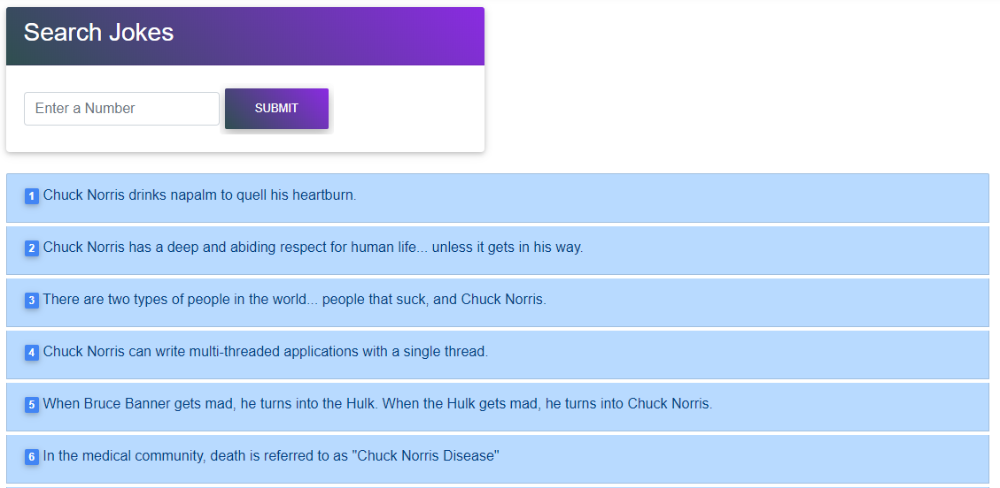 Search Jokes
Enter a Number
SUBMIT
1 Chuck Norris drinks napalm to quell his heartburn.
2 Chuck Norris has a deep and abiding respect for human life... unless it gets in his way.
3 There are two types of people in the world... people that suck, and Chuck Norris.
4 Chuck Norris can write multi-threaded applications with a single thread.
5 When Bruce Banner gets mad, he turns into the Hulk. When the Hulk gets mad, he turns into Chuck Norris.
6 In the medical community, death is referred to as "Chuck Norris Disease"